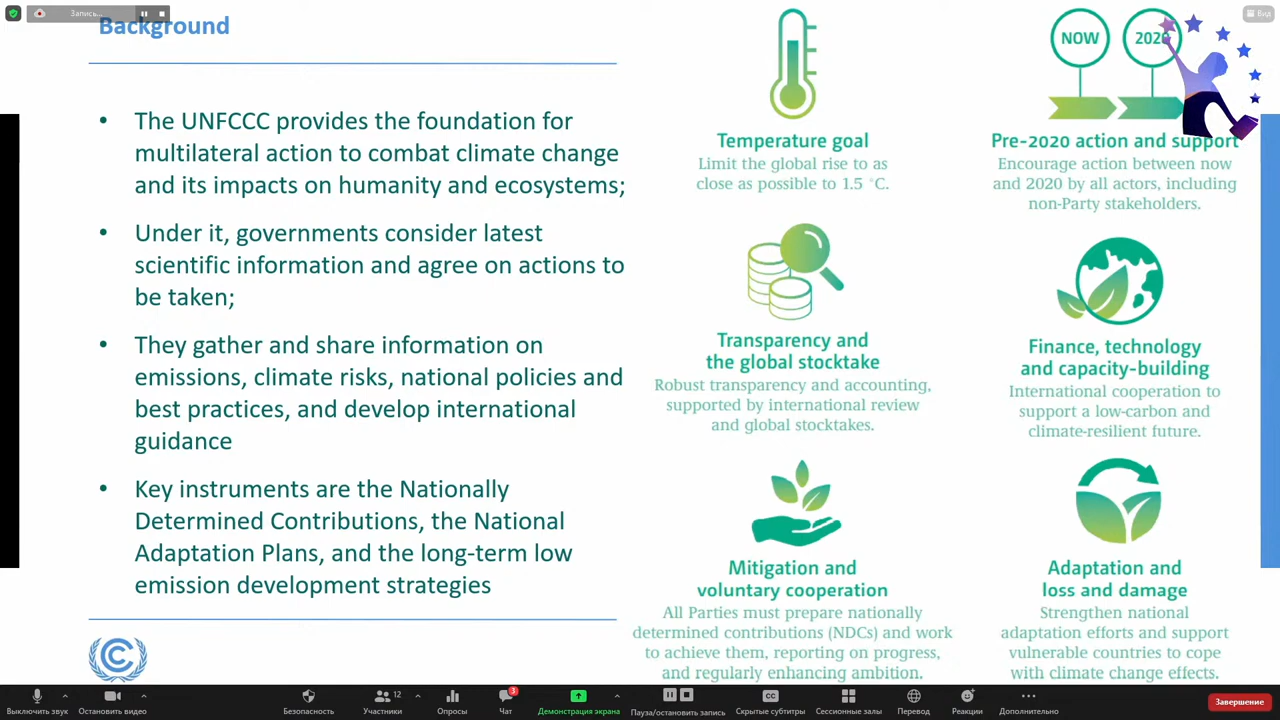 Запись...
Вид
Background
The UNFCCC provides the foundation for
multilateral action to combat climate change
and its impacts on humanity and ecosystems;
Under it, governments consider latest
scientific information and agree on actions to
be taken;
They gather and share information on
emissions, climate risks, national policies and
best practices, and develop international
guidance
Key instruments are the Nationally
Determined Contributions, the National
Adaptation Plans, and the long-term low
emission development strategies
Temperature goal
Limit the global rise to as
close as possible to 1.5 °C.
NOW
2020
Pre-2020 action and support
Encourage action between now
and 2020 by all actors, including
non-Party stakeholders.
Transparency and
the global stocktake
Robust transparency and accounting,
supported by international review
and global stocktakes.
Finance, technology
and capacity-building
International cooperation to
support a low-carbon and
climate-resilient future.
Mitigation and
voluntary cooperation
All Parties must prepare nationally
determined contributions (NDCs) and work
to achieve them, reporting on progress,
and regularly enhancing ambition.
Adaptation and
loss and damage
Strengthen national
adaptation efforts and support
vulnerable countries to cope
with climate change effects.
12
3
CC
Выключить звук
Остановить видео
Безопасность
Участники
Опросы
Чат
Демонстрация экрана
Пауза/остановить запись
Скрытые субтитры
Сессионные залы
Перевод
Реакции
Дополнительно
Завершение